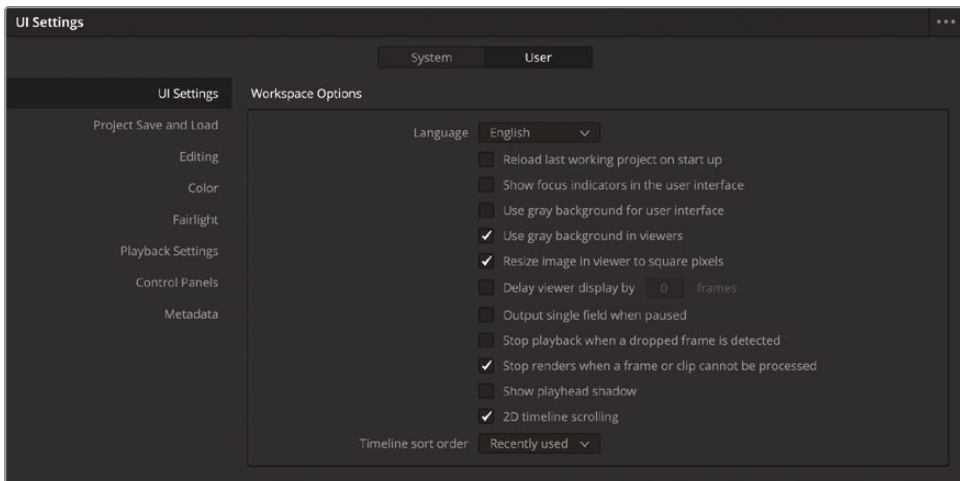 UI Settings
System User
UI Settings
Project Save and Load
Editing
Color
Fairlight
Playback Settings
Control Panels
Metadata
Workspace Options
Language English
Reload last working project on start up
Show focus indicators in the user interface
Use gray background for user interface
Use gray background in viewers
Resize image in viewer to square pixels
Delay viewer display by 0 frames
Output single field when paused
Stop playback when a dropped frame is detected
Stop renders when a frame or clip cannot be processed
Show playhead shadow
2D timeline scrolling
Timeline sort order Recently used